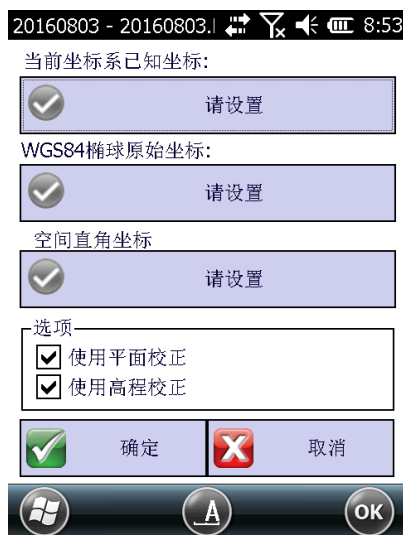 20160803 - 20160803.l 8:53
当前坐标系已知坐标:
请设置
WGS84椭球原始坐标:
请设置
空间直角坐标
请设置
选项
使用平面校正
使用高程校正
确定 取消
A OK